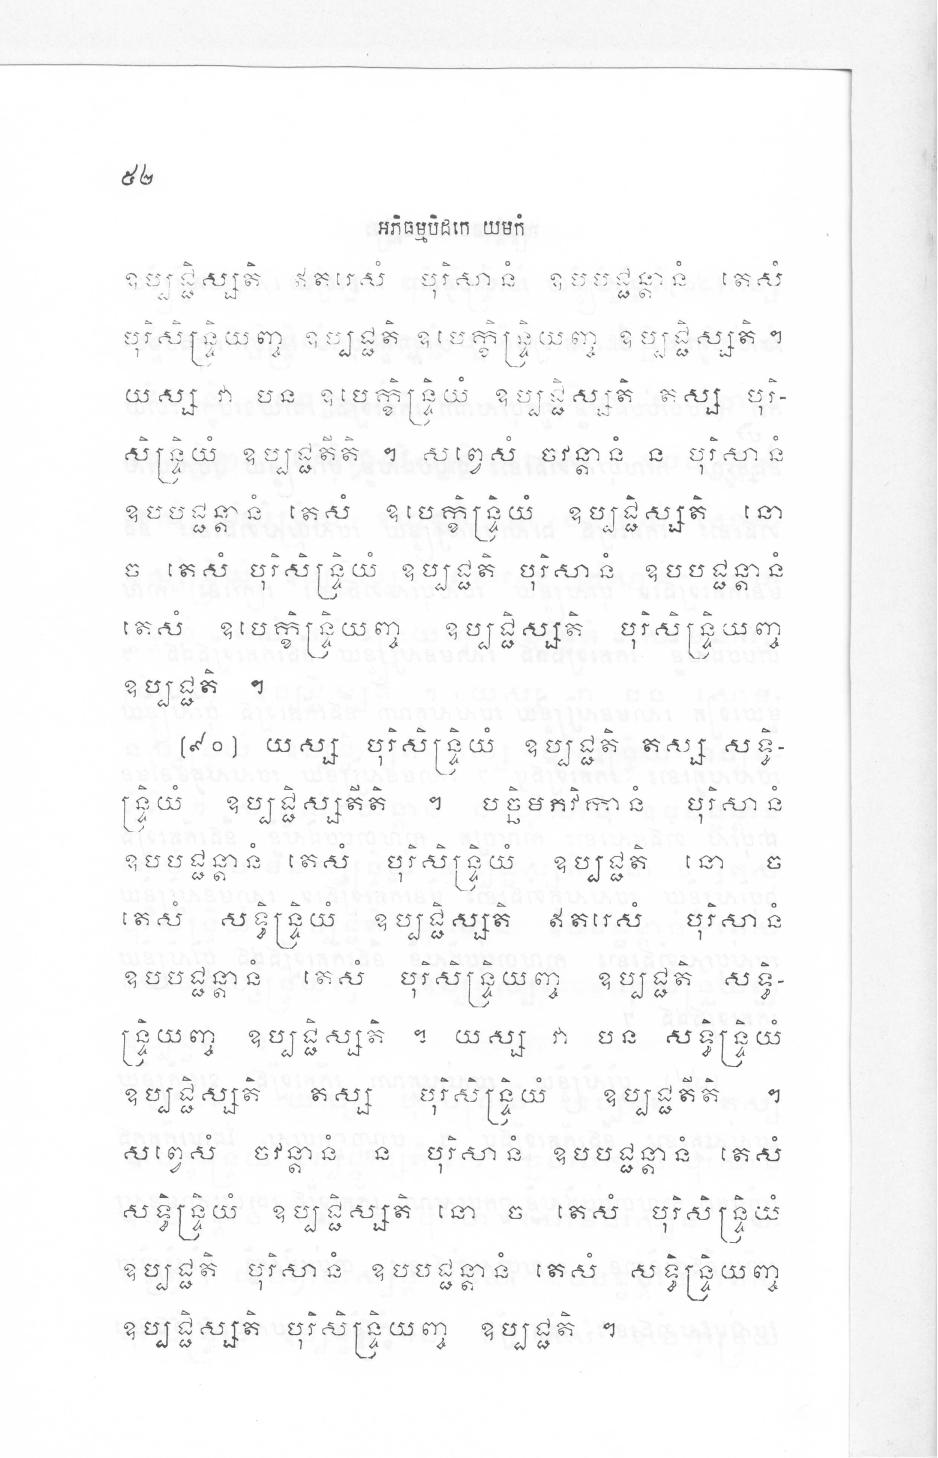 ៥២
អភិធម្មបិដកេ យមកំ
ឧប្បជ្ជិស្សតិ ឥតរេសំ បុរិសានំ ឧបបជ្ជន្តានំ តេសំ
បុរិសិន្ទ្រិយញ្ច ឧប្បជ្ជតិ ឧបេក្ខិន្ទ្រិយញ្ច ឧប្បជ្ជិស្សតិ ។
យស្ស វា បន ឧបេក្ខិន្ទ្រិយំ ឧប្បជ្ជិស្សតិ តស្ស បុរិ-
សិន្ទ្រិយំ ឧប្បជ្ជតីតិ ។ សព្វេសំ ចវន្តានំ ន បុរិសានំ
ឧបបជ្ជន្តានំ តេសំ ឧបេក្ខិន្ទ្រិយំ ឧប្បជ្ជិស្សតិ នោ
ច តេសំ បុរិសិន្ទ្រិយំ ឧប្បជ្ជតិ បុរិសានំ ឧបបជ្ជន្តានំ
តេសំ ឧបេក្ខិន្ទ្រិយញ្ច ឧប្បជ្ជិស្សតិ បុរិសិន្ទ្រិយញ្ច
ឧប្បជ្ជតិ ។
(៩០) យស្ស បុរិសិន្ទ្រិយំ ឧប្បជ្ជតិ តស្ស សទ្ធិ-
ន្ទ្រិយំ ឧប្បជ្ជិស្សតីតិ ។ បច្ឆិមភវិកានំ បុរិសានំ
ឧបបជ្ជន្តានំ តេសំ បុរិសិន្ទ្រិយំ ឧប្បជ្ជតិ នោ ច
តេសំ សទ្ធិន្ទ្រិយំ ឧប្បជ្ជិស្សតិ ឥតរេស បុរិសានំ
ឧបបជ្ជន្តានំ តេសំ បុរិសិន្ទ្រិយញ្ច ឧប្បជ្ជតិ សទ្ធិ-
ន្ទ្រិយញ្ច ឧប្បជ្ជិស្សតិ ។ យស្ស វា បន សទ្ធិន្ទ្រិយំ
ឧប្បជ្ជិស្សតិ តស្ស បុរិសិន្ទ្រិយំ ឧប្បជ្ជតីតិ ។
សព្វេសំ ចវន្តានំ ន បុរិសានំ ឧបបជ្ជន្តានំ តេសំ
សទ្ធិន្ទ្រិយំ ឧប្បជ្ជិស្សតិ នោ ច តេសំ បុរិសិន្ទ្រិយំ
ឧប្បជ្ជតិ បុរិសានំ ឧបបជ្ជន្តានំ តេសំ សទ្ធិន្ទ្រិយញ្ច
ឧប្បជ្ជិស្សតិ បុរិសិន្ទ្រិយញ្ច ឧប្បជ្ជតិ ។